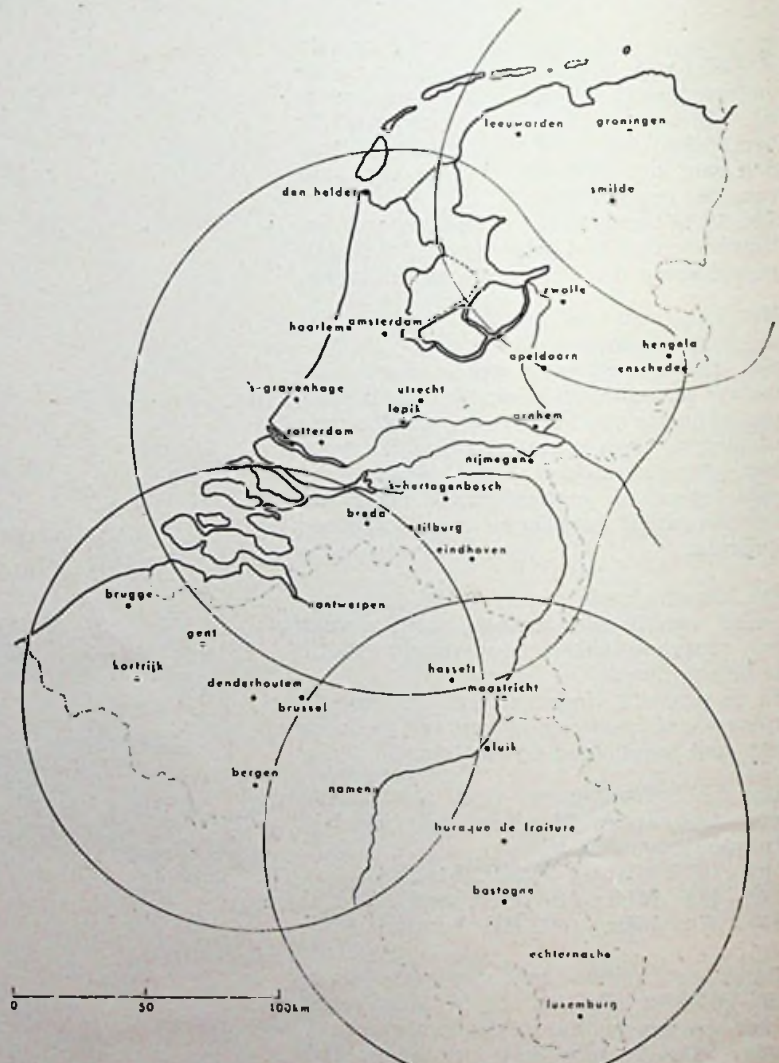 leeuwarden
groningen
den helder
smilde
zwolle
haarlem
amsterdam
hengelo
enschede
apeldoorn
's-gravenhage
utrecht
lopik
arnhem
rotterdam
nijmegen
's-hertogenbosch
breda
tilburg
eindhoven
brugge
antwerpen
gent
kortrijk
hasselt
denderhoutem
maastricht
brussel
luik
bergen
namen
baraque de fraiture
bastogne
echternach
luxemburg
0 50 100km